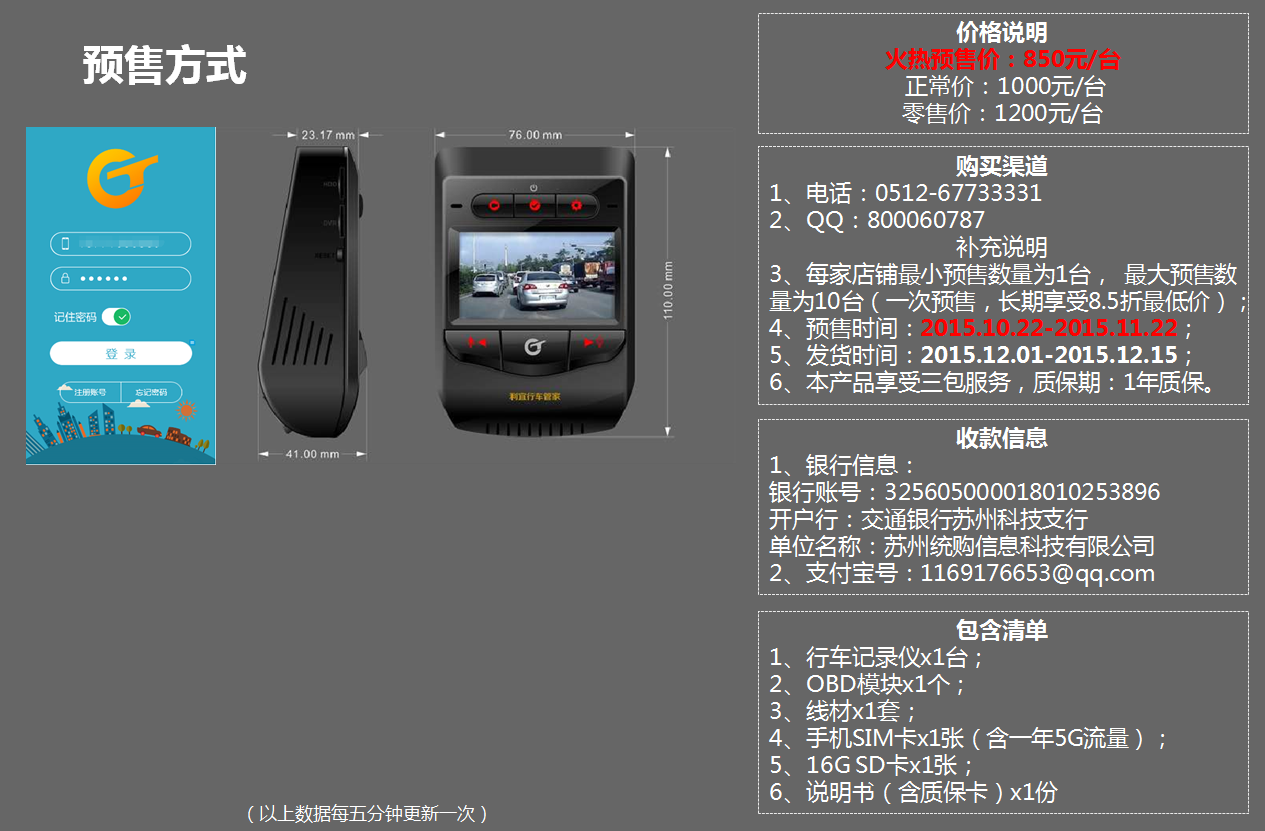 预售方式
记住密码
登 录
注册账号
忘记密码
23.17 mm
41.00 mm
76.00 mm
110.00 mm
利宜行车管家
（以上数据每五分钟更新一次）
价格说明
火热预售价：850元/台
正常价：1000元/台
零售价：1200元/台
购买渠道
1、电话：0512-67733331
2、QQ：800060787
补充说明
3、每家店铺最小预售数量为1台， 最大预售数
量为10台（一次预售，长期享受8.5折最低价）；
4、预售时间：2015.10.22-2015.11.22；
5、发货时间：2015.12.01-2015.12.15；
6、本产品享受三包服务，质保期：1年质保。
收款信息
1、银行信息：
银行账号：325605000018010253896
开户行：交通银行苏州科技支行
单位名称：苏州统购信息科技有限公司
2、支付宝号：1169176653@qq.com
包含清单
1、行车记录仪x1台；
2、OBD模块x1个；
3、线材x1套；
4、手机SIM卡x1张（含一年5G流量）；
5、16G SD卡x1张；
6、说明书（含质保卡）x1份